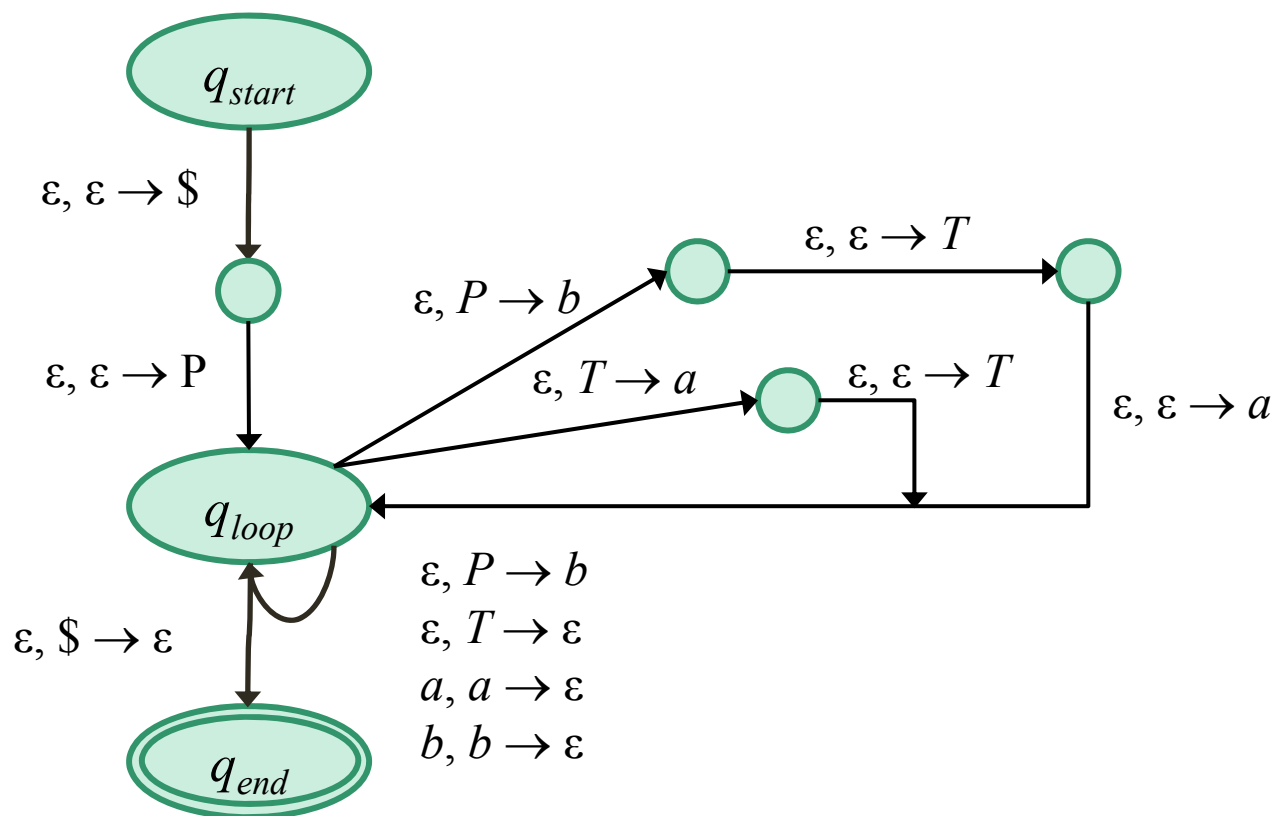 q_start
ε, ε → $
ε, ε → T
ε, P → b
ε, ε → P
ε, T → a
ε, ε → T
ε, ε → a
q_loop
ε, P → b
ε, T → ε
ε, $ → ε
a, a → ε
b, b → ε
q_end